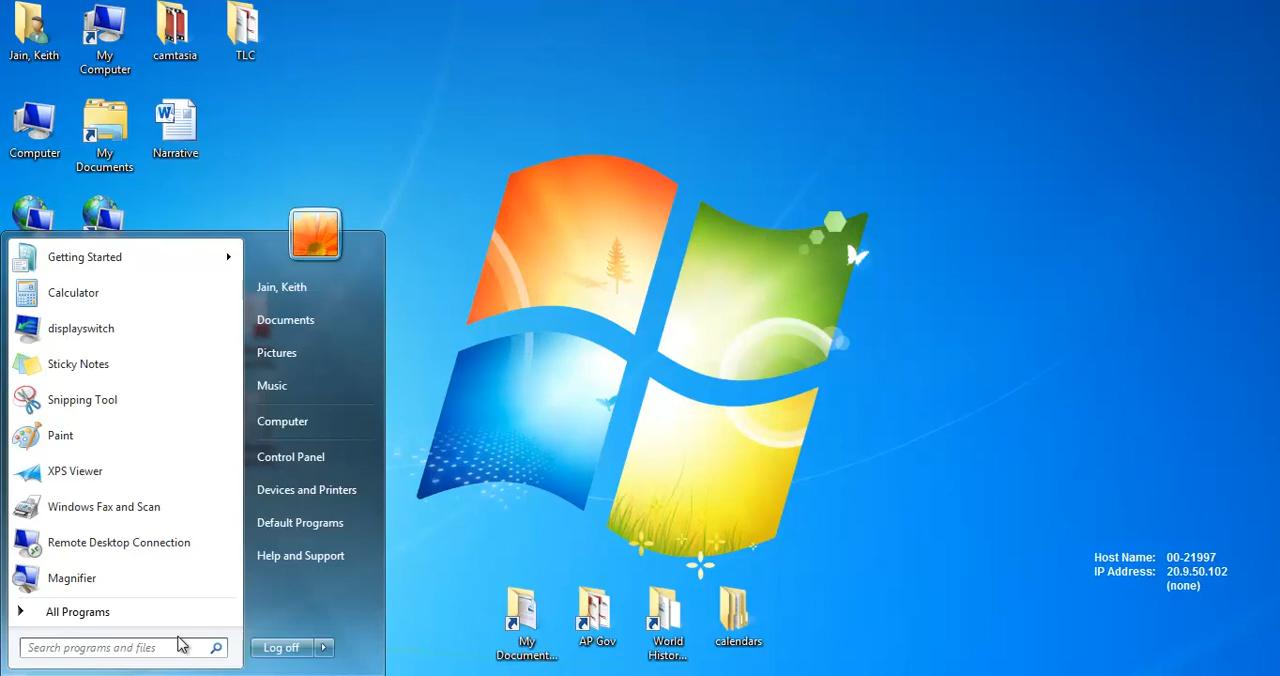 Jain, Keith
My
Computer
camtasia
TLC
Computer
My
Documents
Narrative
Getting Started
Calculator
displayswitch
Sticky Notes
Snipping Tool
Paint
XPS Viewer
Windows Fax and Scan
Remote Desktop Connection
Magnifier
All Programs
Search programs and files
Jain, Keith
Documents
Pictures
Music
Computer
Control Panel
Devices and Printers
Default Programs
Help and Support
Log off
My
Document...
AP Gov
World
Histor...
calendars
Host Name: 00-21997
IP Address: 20.9.50.102
(none)